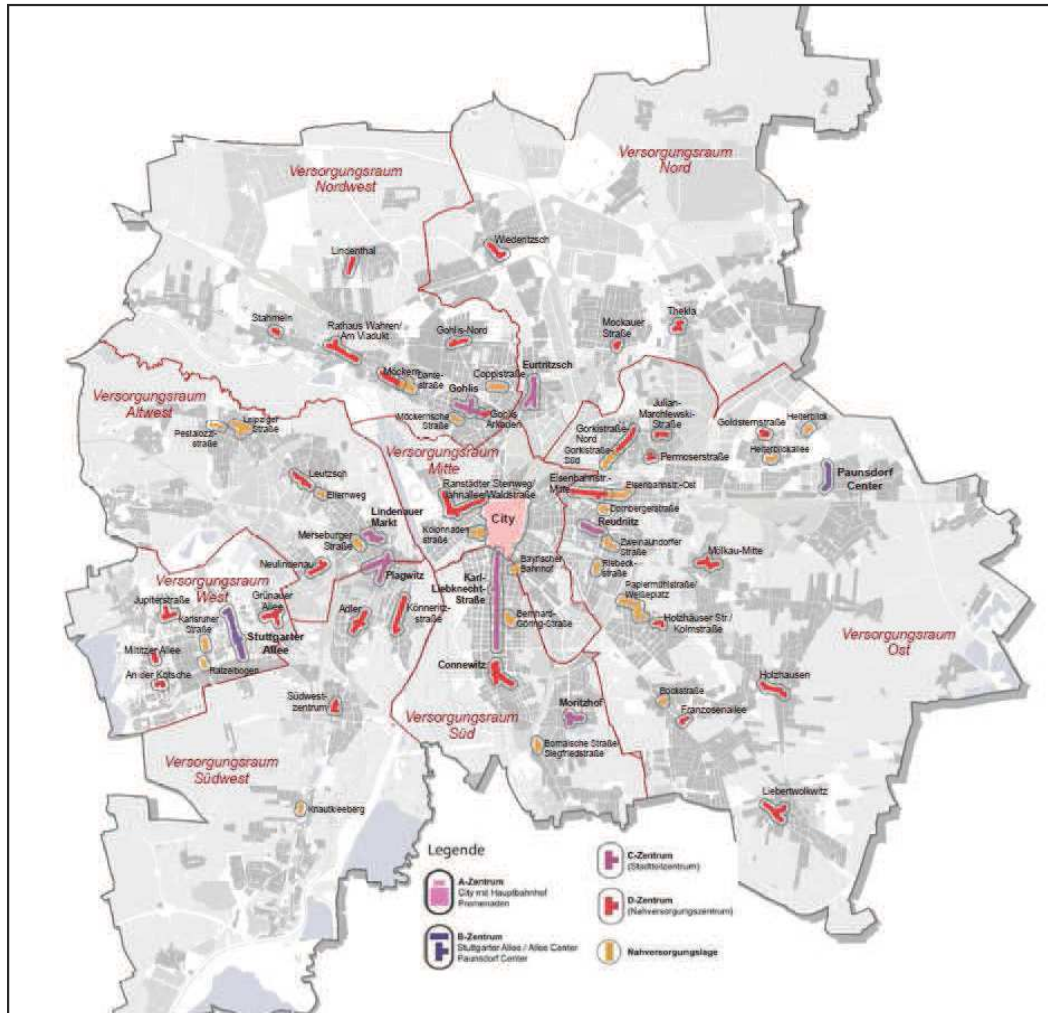 Versorgungsraum
Nord
Versorgungsraum
Nordwest
Wiederitzsch
Lindenthal
Thekla
Stahmeln
Rathaus Wahren/
Am Viadukt
Gohlis-Nord
Mockauer
Straße
Eurtritzsch
Möckern
Dante-
straße
Coppistraße
Gohlis
Versorgungsraum
Altwest
Julian-
Marchlewski-
Straße
Goldsternstraße
Heiterblick
Möckernsche
Straße
Gohlis
Arkaden
Leipziger
Straße
Pestalozzi-
straße
Gorkistraße-
Nord
Gorkistraße-
Süd
Permoserstraße
Heiterblickallee
Versorgungsraum
Mitte
Paunsdorf
Center
Leutzsch
Ellernweg
Ranstädter Steinweg/
Jahnallee/Waldstraße
Eisenbahnstr.-
Mitte
Eisenbahnstr.-Ost
Dornbergerstraße
Lindenauer
Markt
City
Reudnitz
Merseburger
Straße
Kolonnaden
straße
Zweinaundorfer
Straße
Neulindenau
Bayrischer
Bahnhof
Riebeck-
straße
Mölkau-Mitte
Plagwitz
Karl-
Liebknecht-
Straße
Versorgungsraum
West
Papiermühlstraße/
Weißeplatz
Jupiterstraße
Grünauer
Allee
Karlsruner
Straße
Adler
Könneritz-
straße
Bernhard-
Göring-Straße
Holzhäuser Str./
Kolmstraße
Stuttgarter
Allee
Versorgungsraum
Ost
Miltitzer Allee
Ratzelbogen
An der Kotsche
Connewitz
Holzhausen
Südwest-
zentrum
Moritzhof
Bockstraße
Franzosenallee
Versorgungsraum
Süd
Bornaische Straße/
Siegfriedstraße
Versorgungsraum
Südwest
Liebertwolkwitz
Knautkleeberg
Legende
A-Zentrum
City mit Hauptbahnhof
Promenaden
B-Zentrum
Stuttgarter Allee / Allee Center
Paunsdorf Center
C-Zentrum
(Stadtteilzentrum)
D-Zentrum
(Nahversorgungszentrum)
Nahversorgungslage